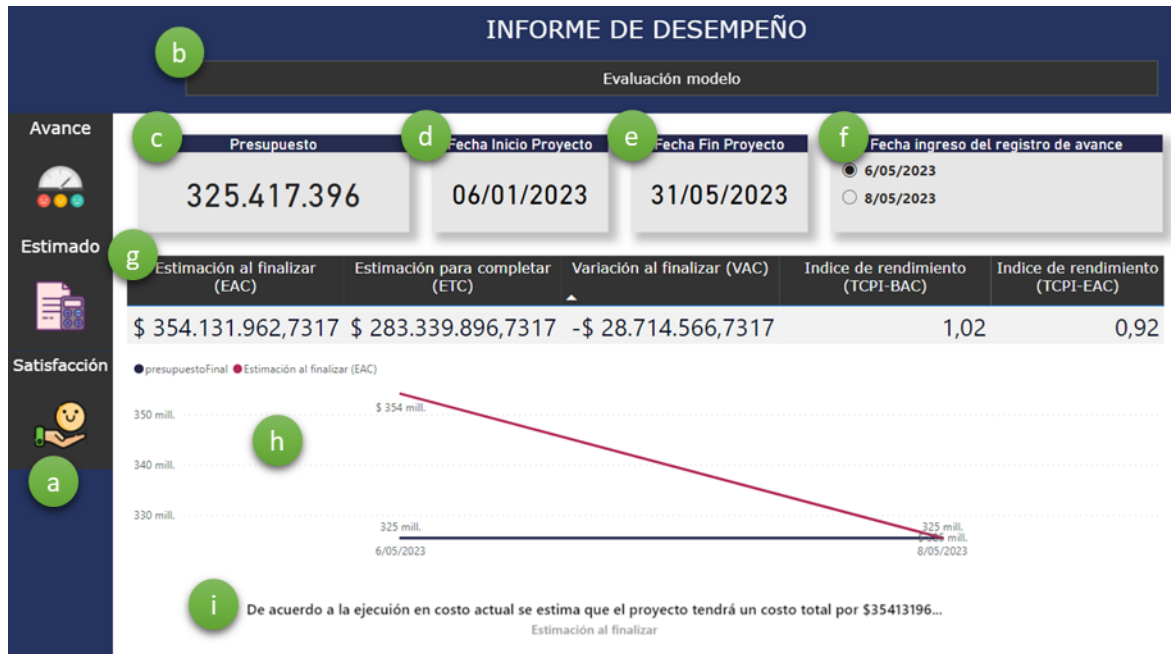 INFORME DE DESEMPEÑO
b
Evaluación modelo
Avance
Estimado
Satisfacción
a
c
Presupuesto
325.417.396
d
Fecha Inicio Proyecto
06/01/2023
e
Fecha Fin Proyecto
31/05/2023
f
Fecha ingreso del registro de avance
6/05/2023
8/05/2023
g
Estimación al finalizar (EAC)
Estimación para completar (ETC)
Variación al finalizar (VAC)
Indice de rendimiento (TCPI-BAC)
Indice de rendimiento (TCPI-EAC)
$ 354.131.962,7317 $ 283.339.896,7317 -$ 28.714.566,7317 1,02 0,92
presupuestoFinal Estimación al finalizar (EAC)
350 mill.
$ 354 mill.
h
340 mill.
330 mill.
325 mill.
325 mill.
$ 325 mill.
6/05/2023
8/05/2023
i
De acuerdo a la ejecuión en costo actual se estima que el proyecto tendrá un costo total por $35413196...
Estimación al finalizar